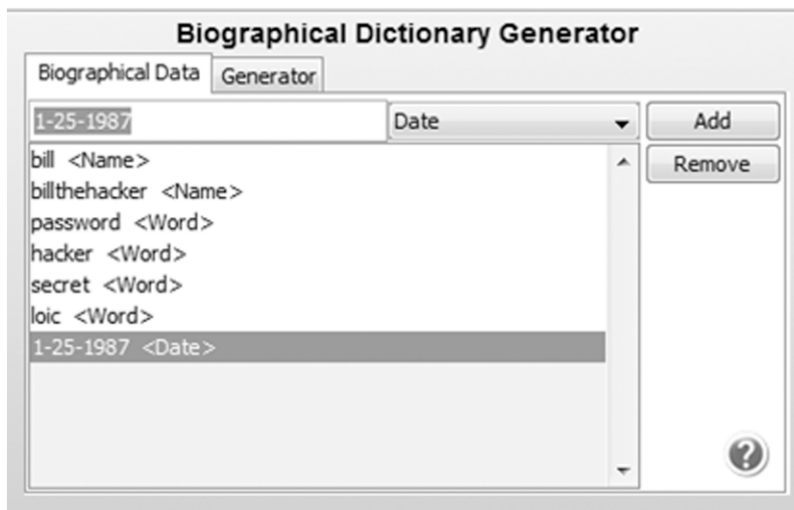 Biographical Dictionary Generator
Biographical Data Generator
1-25-1987 Date Add
bill <Name> Remove
billthehacker <Name>
password <Word>
hacker <Word>
secret <Word>
loic <Word>
1-25-1987 <Date>
?